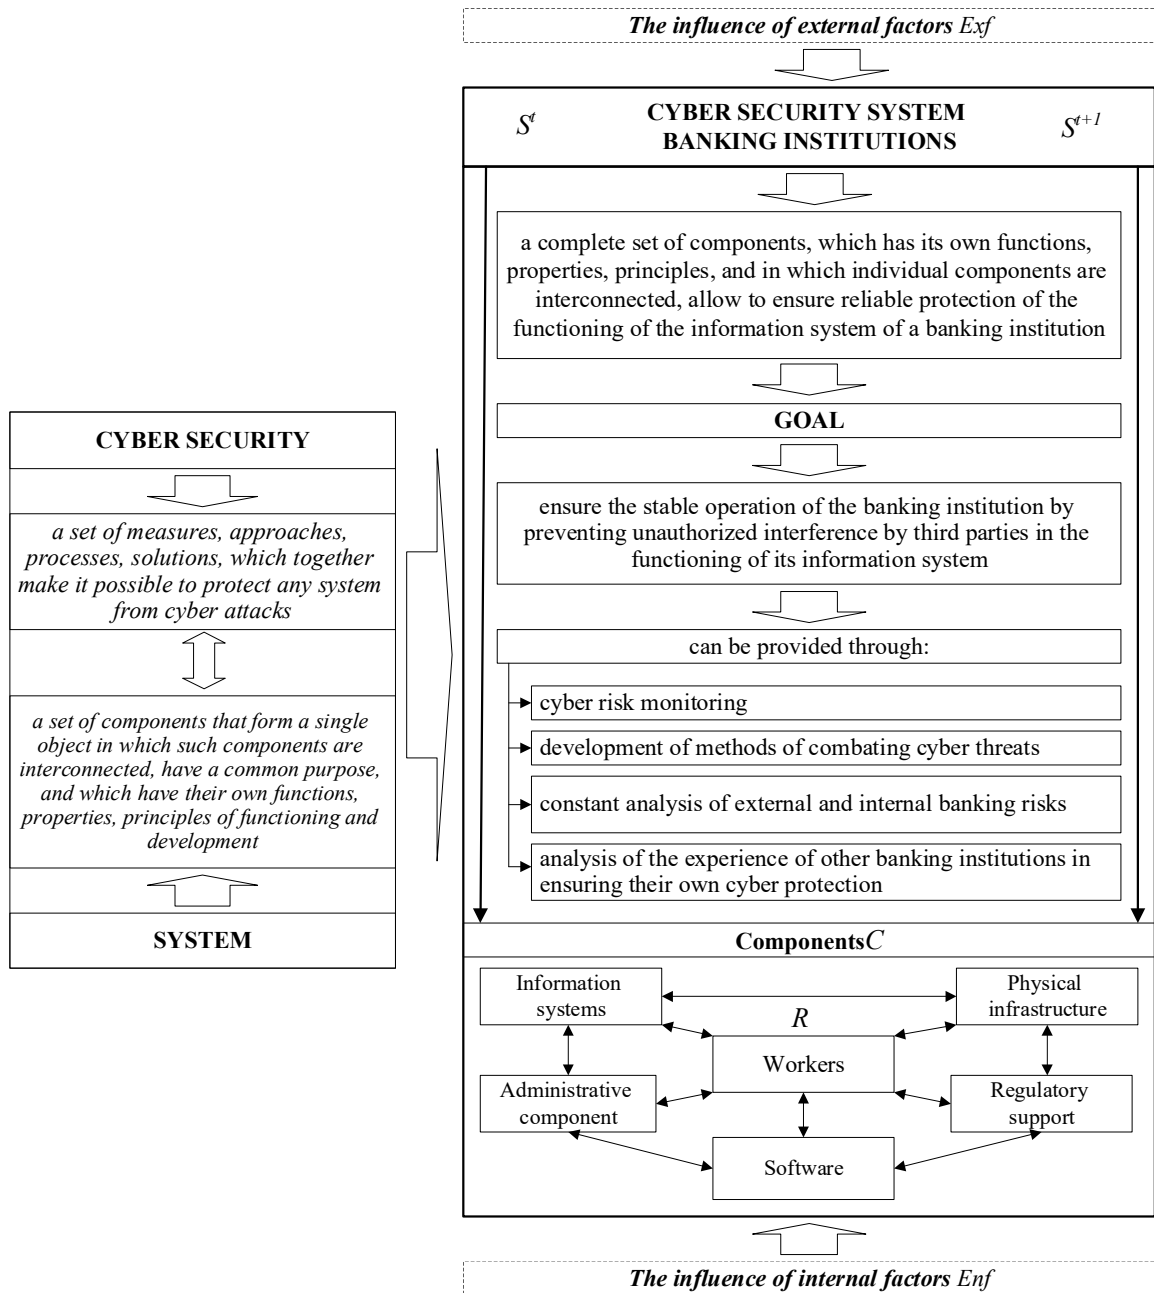 The influence of external factors Exf
S^t
CYBER SECURITY SYSTEM
BANKING INSTITUTIONS
S^{t+1}
a complete set of components, which has its own functions,
properties, principles, and in which individual components are
interconnected, allow to ensure reliable protection of the
functioning of the information system of a banking institution
GOAL
ensure the stable operation of the banking institution by
preventing unauthorized interference by third parties in the
functioning of its information system
can be provided through:
cyber risk monitoring
development of methods of combating cyber threats
constant analysis of external and internal banking risks
analysis of the experience of other banking institutions in
ensuring their own cyber protection
CYBER SECURITY
a set of measures, approaches,
processes, solutions, which together
make it possible to protect any system
from cyber attacks
a set of components that form a single
object in which such components are
interconnected, have a common purpose,
and which have their own functions,
properties, principles of functioning and
development
SYSTEM
Components C
Information
systems
Physical
infrastructure
R
Workers
Administrative
component
Regulatory
support
Software
The influence of internal factors Enf